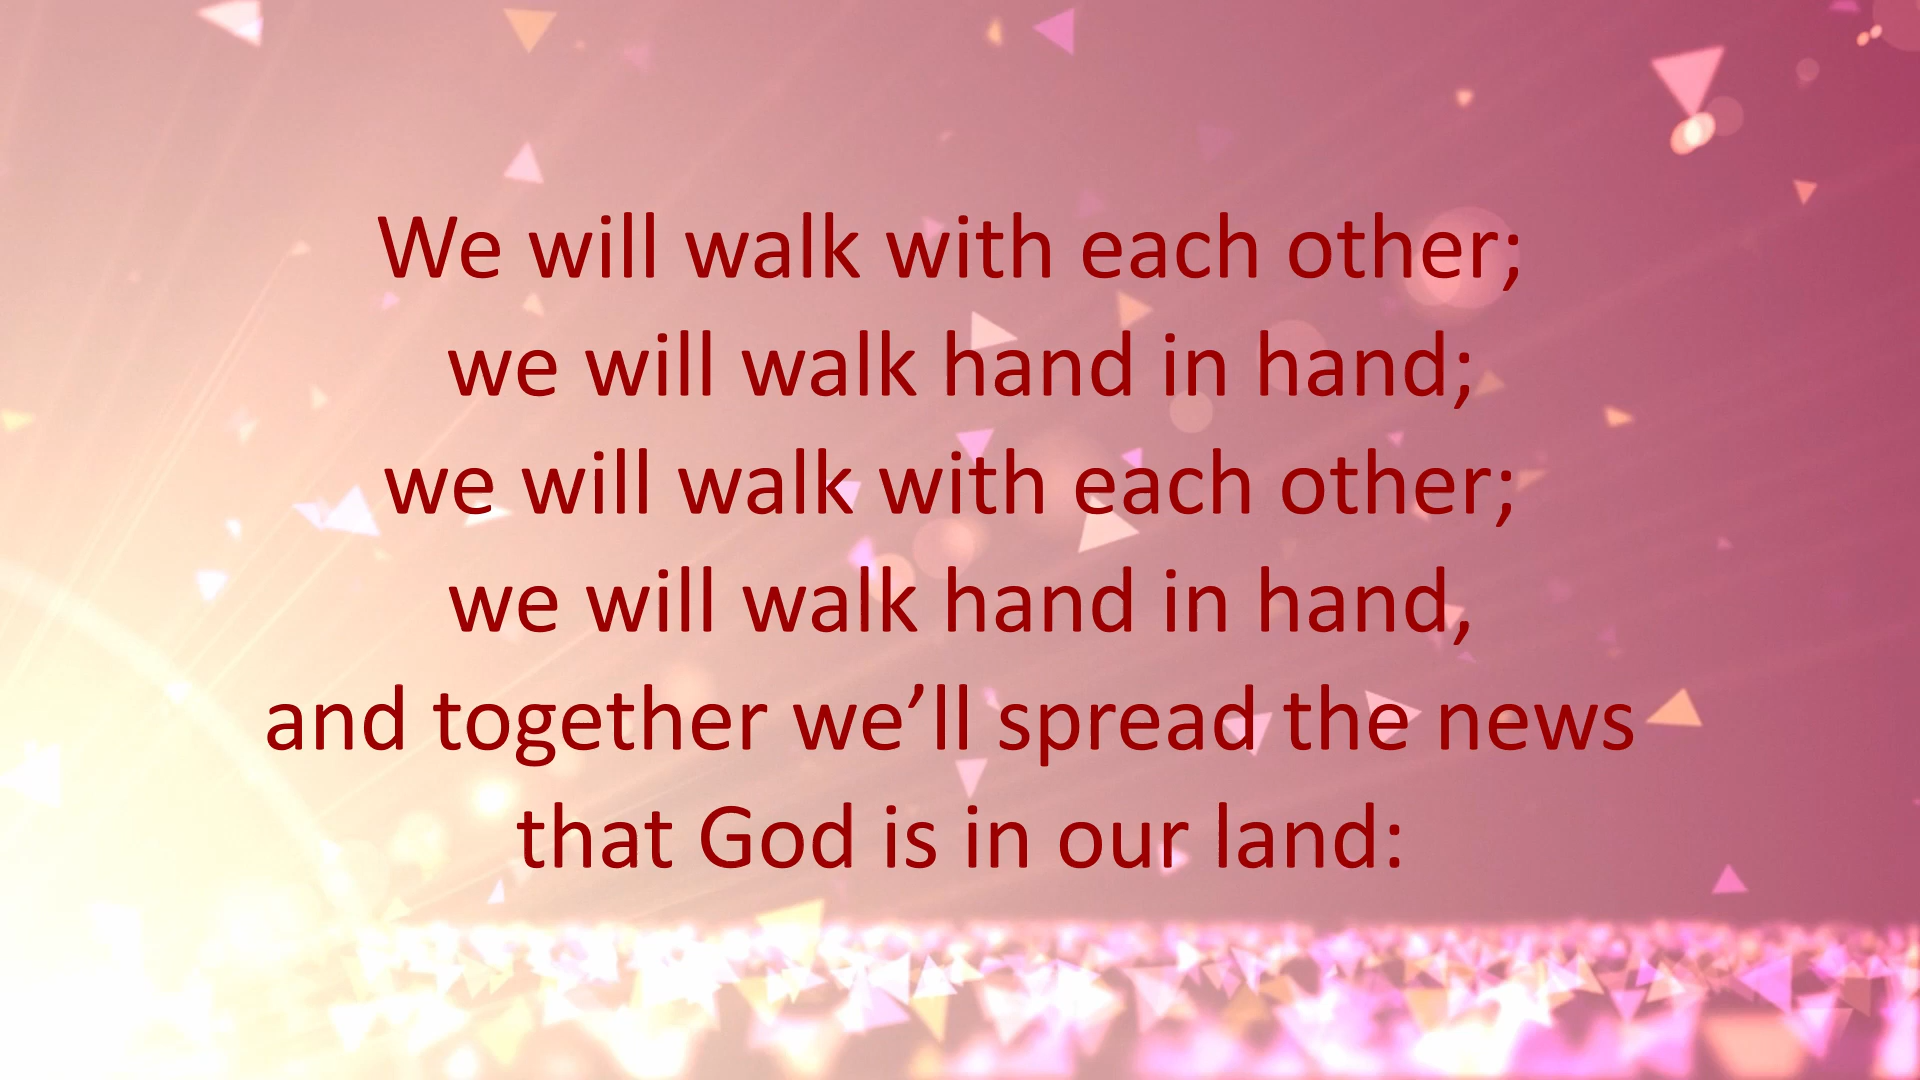 We will walk with each other;
we will walk hand in hand;
we will walk with each other;
we will walk hand in hand,
and together we’ll spread the news
that God is in our land: